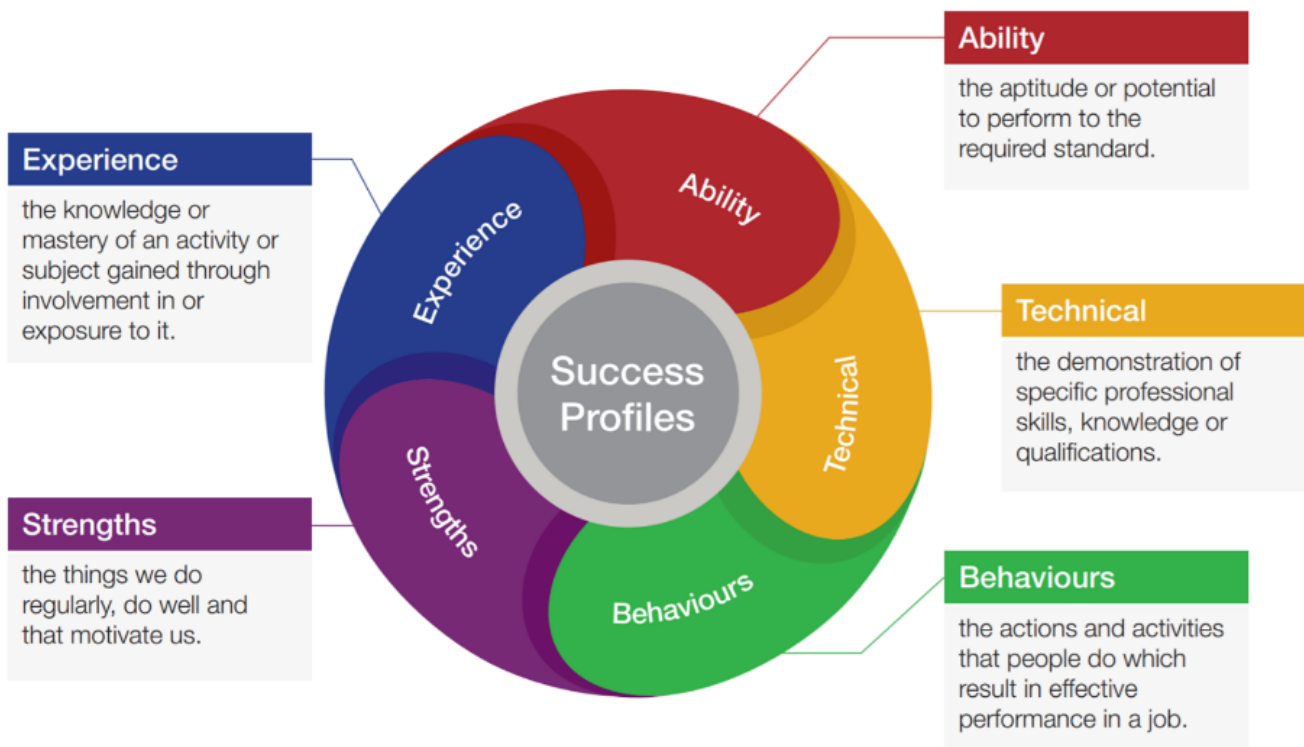 Ability
the aptitude or potential
to perform to the
required standard.
Experience
the knowledge or
mastery of an activity or
subject gained through
involvement in or
exposure to it.
Technical
the demonstration of
specific professional
skills, knowledge or
qualifications.
Strengths
the things we do
regularly, do well and
that motivate us.
Behaviours
the actions and activities
that people do which
result in effective
performance in a job.
Success
Profiles
Ability
Technical
Behaviours
Strengths
Experience